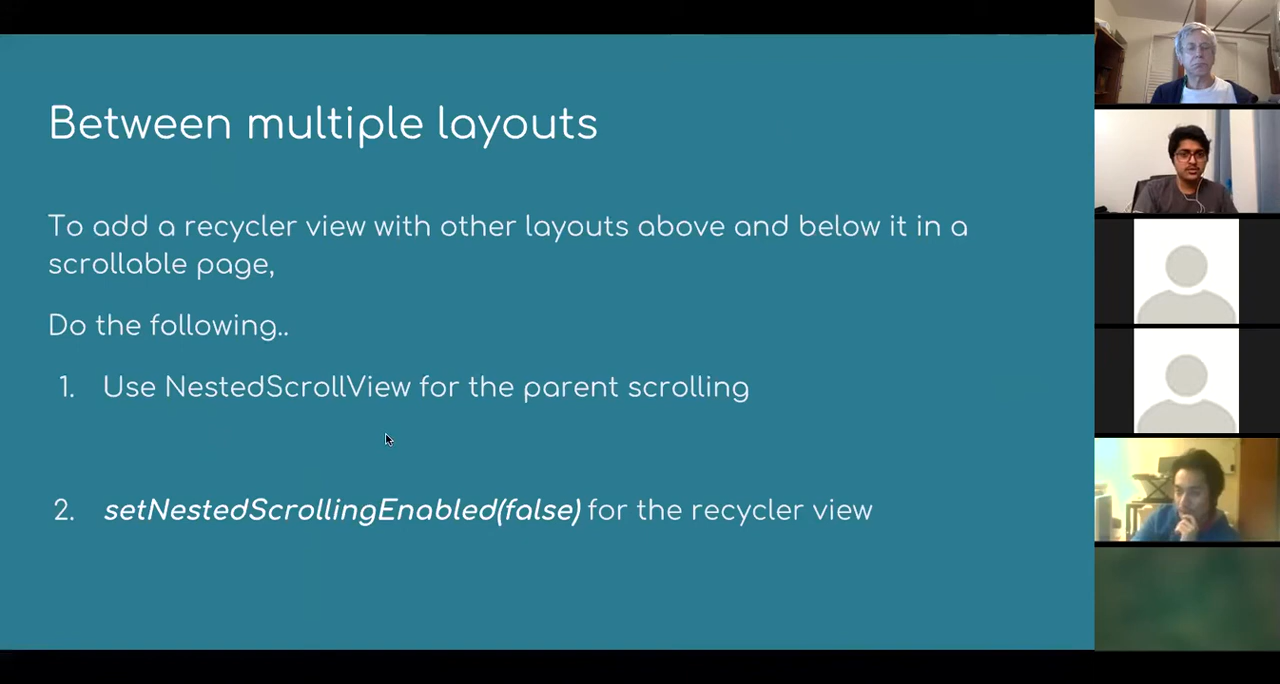 Between multiple layouts
To add a recycler view with other layouts above and below it in a
scrollable page,
Do the following..
1. Use NestedScrollView for the parent scrolling
2. setNestedScrollingEnabled(false) for the recycler view